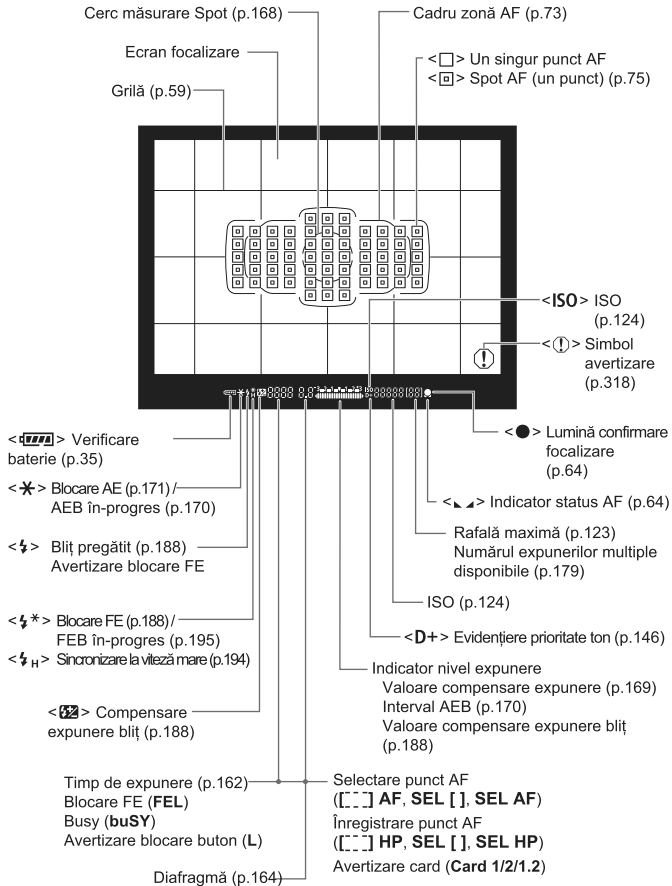 Cerc măsurare Spot (p.168)
Cadru zonă AF (p.73)
Ecran focalizare
<□> Un singur punct AF
<⊡> Spot AF (un punct) (p.75)
Grilă (p.59)
<ISO> ISO
(p.124)
<!> Simbol
avertizare
(p.318)
<●> Lumină confirmare
focalizare
(p.64)
<◣◢> Indicator status AF (p.64)
Rafală maximă (p.123)
Numărul expunerilor multiple
disponibile (p.179)
ISO (p.124)
<D+> Evidențiere prioritate ton (p.146)
Indicator nivel expunere
Valoare compensare expunere (p.169)
Interval AEB (p.170)
Valoare compensare expunere bliț
(p.188)
< > Verificare
baterie (p.35)
<✱> Blocare AE (p.171) /
AEB în-progres (p.170)
<⚡> Bliț pregătit (p.188)
Avertizare blocare FE
<⚡*> Blocare FE (p.188) /
FEB în-progres (p.195)
<⚡H> Sincronizare la viteză mare (p.194)
< > Compensare
expunere bliț (p.188)
Timp de expunere (p.162)
Blocare FE (FEL)
Busy (buSY)
Avertizare blocare buton (L)
Diafragmă (p.164)
Selectare punct AF
([ ] AF, SEL [ ], SEL AF)
Înregistrare punct AF
([ ] HP, SEL [ ], SEL HP)
Avertizare card (Card 1/2/1.2)